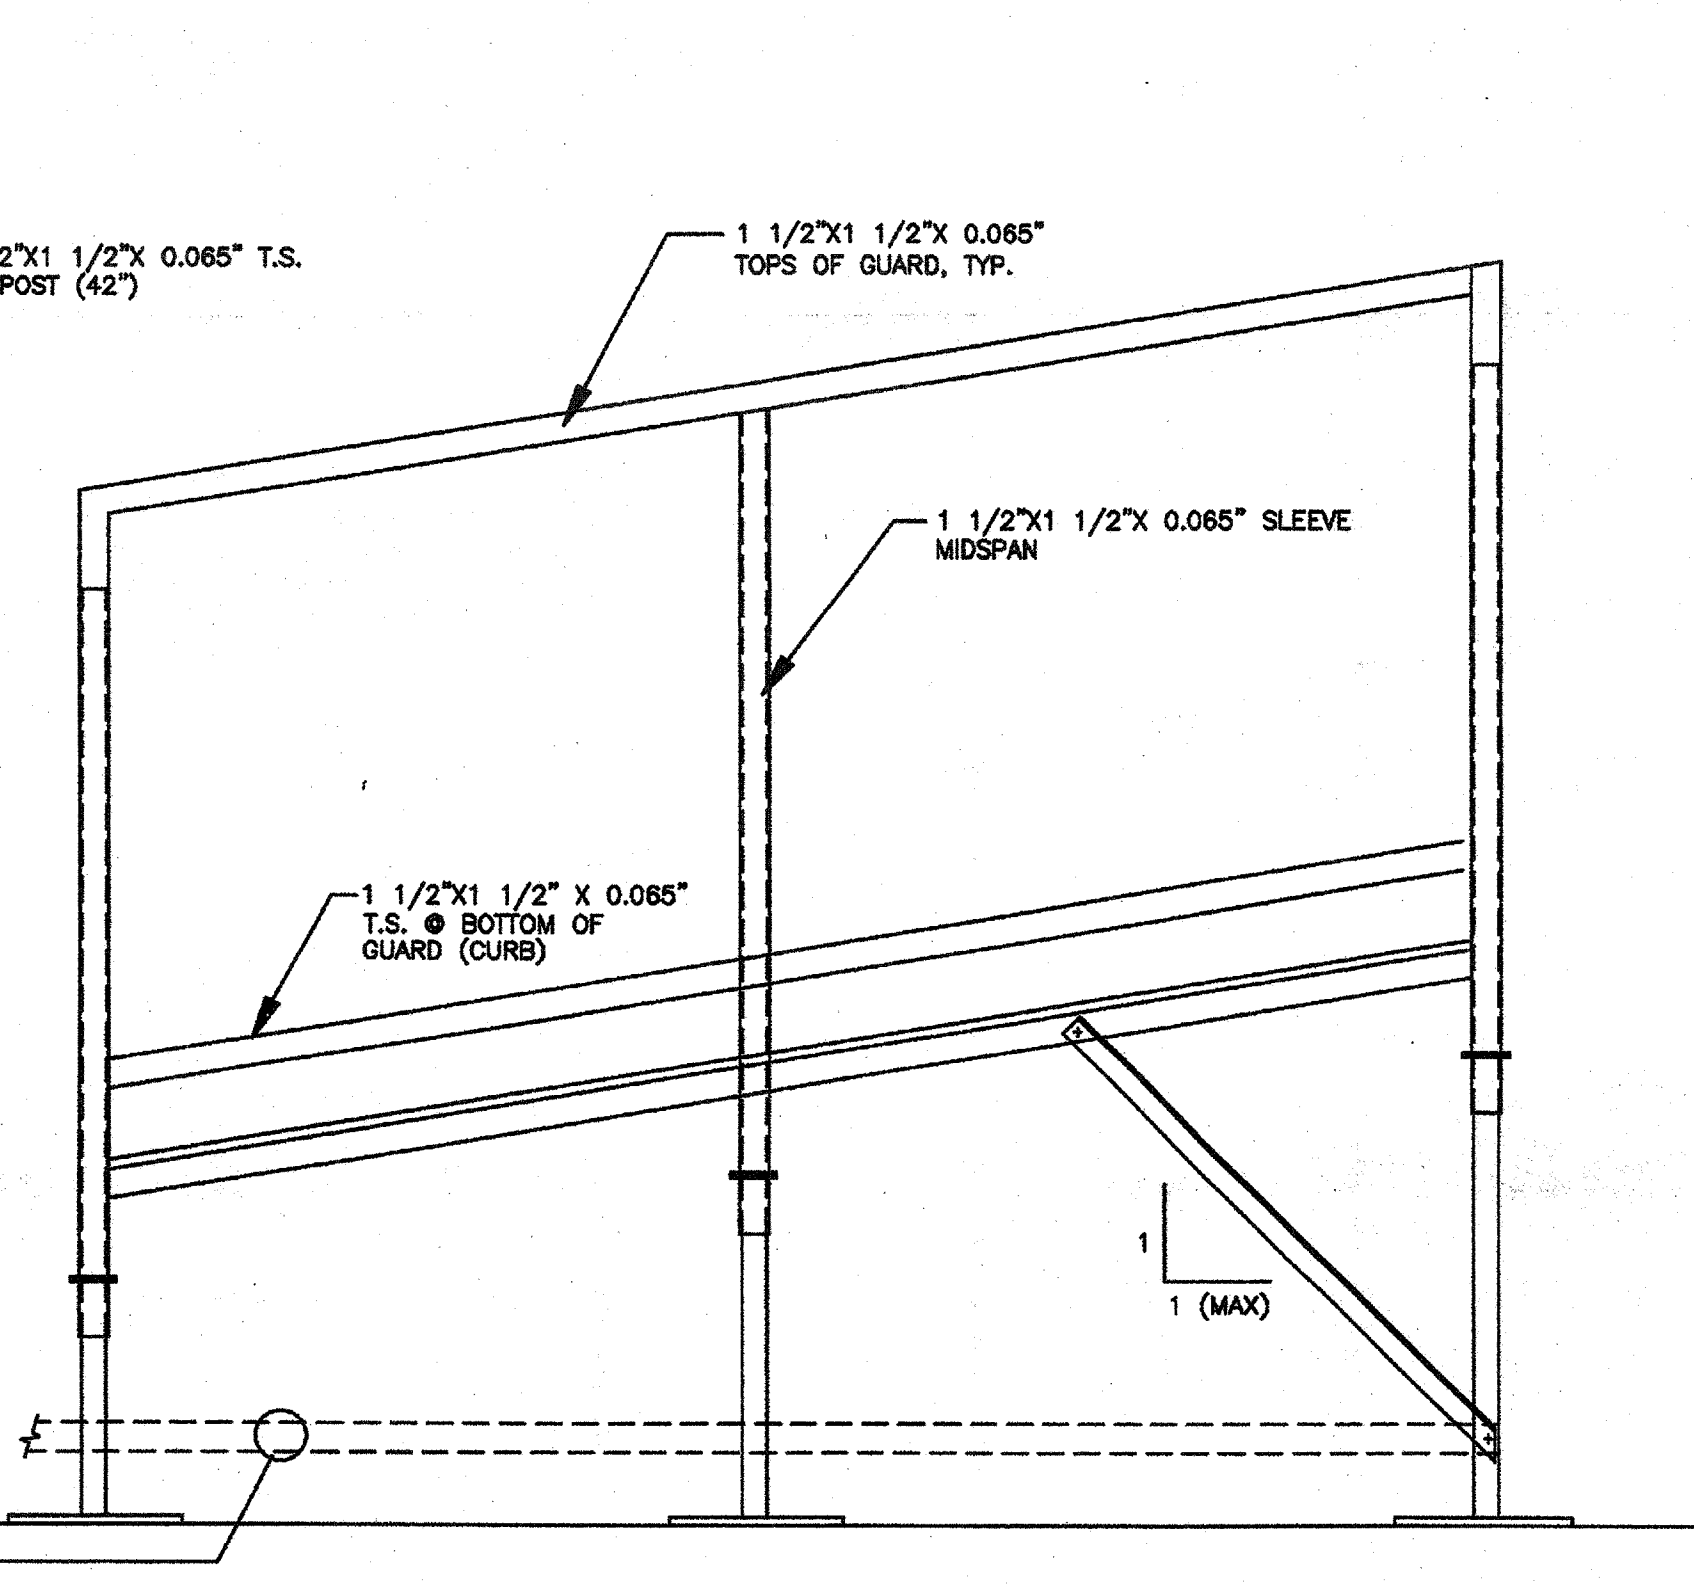 2"X1 1/2"X 0.065" T.S.
POST (42")
1 1/2"X1 1/2"X 0.065"
TOPS OF GUARD, TYP.
1 1/2"X1 1/2"X 0.065" SLEEVE
MIDSPAN
1 1/2"X1 1/2" X 0.065"
T.S. @ BOTTOM OF
GUARD (CURB)
1
1 (MAX)